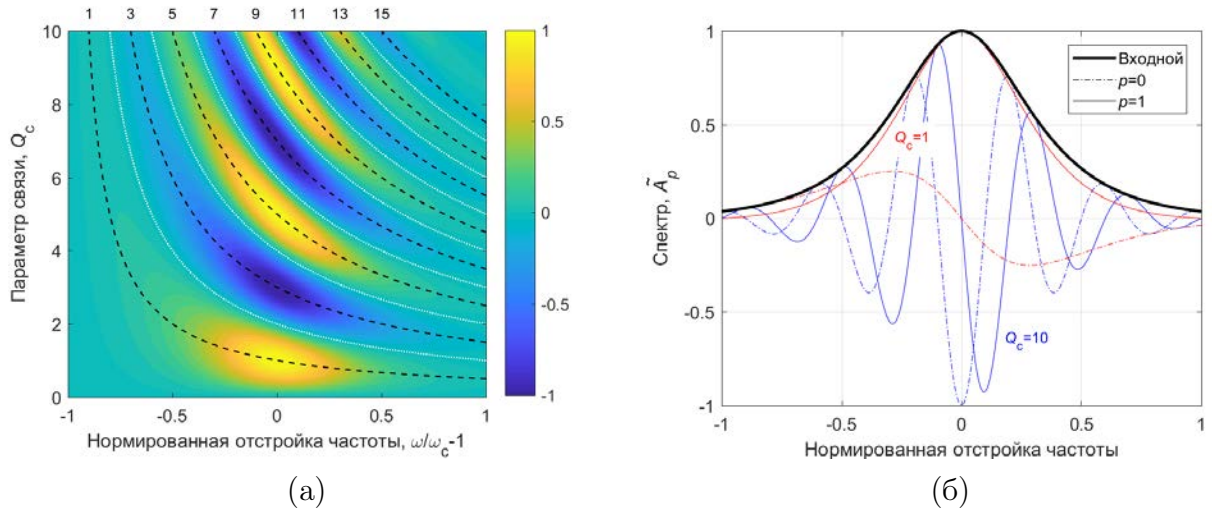 1 3 5 7 9 11 13 15
10
8
6
4
2
0
Параметр связи, Q_c
-1 -0.5 0 0.5 1
Нормированная отстройка частоты, ω/ω_c-1
1
0.5
0
-0.5
-1
(а)
1
0.5
0
-0.5
-1
Спектр, Ã_p
Входной
p=0
p=1
Q_c=1
Q_c=10
-1 -0.5 0 0.5 1
Нормированная отстройка частоты
(б)